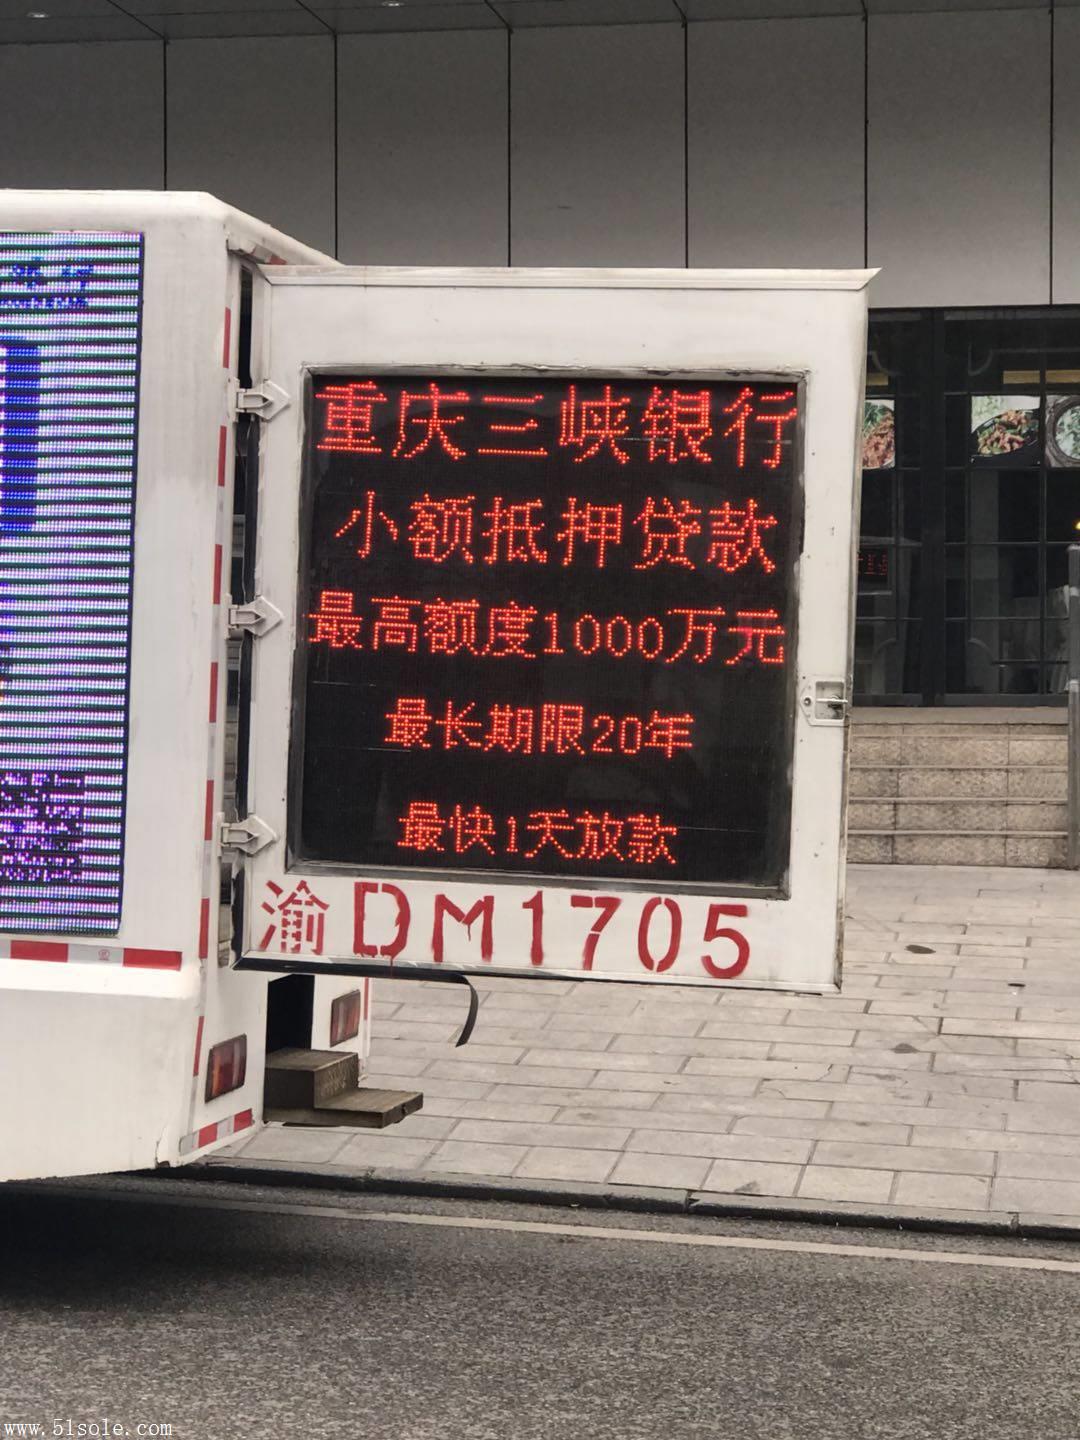 重庆三峡银行
小额抵押贷款
最高额度1000万元
最长期限20年
最快1天放款
渝DM1705
www.51sole.com